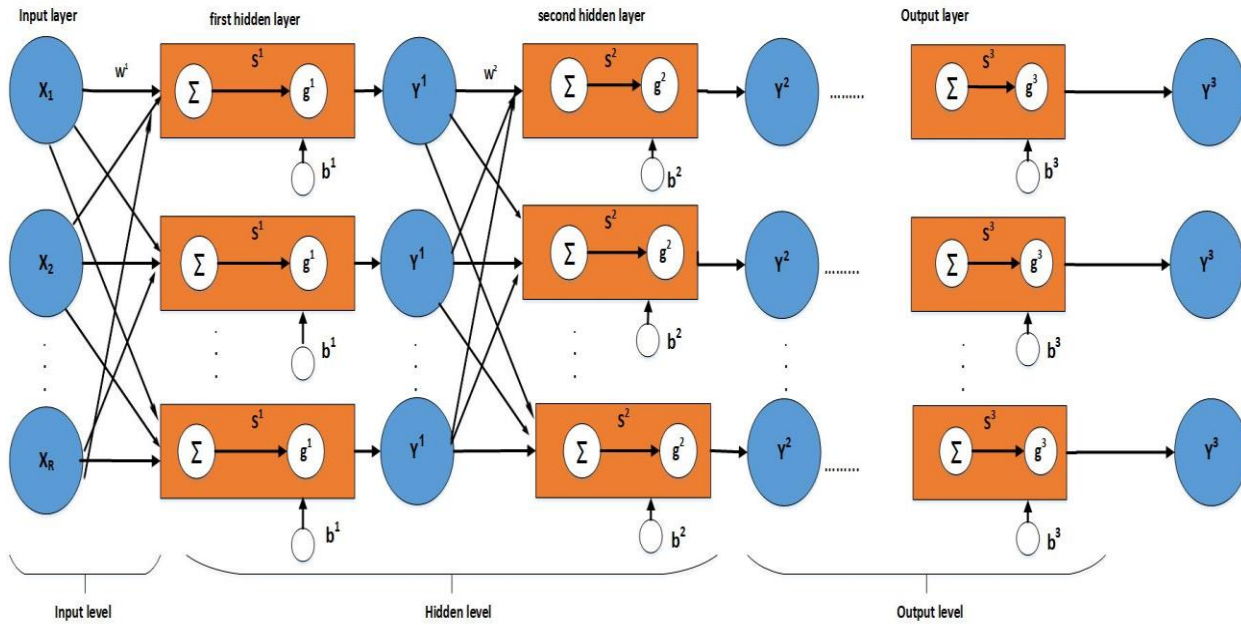 Input layer
first hidden layer
second hidden layer
Output layer
X₁ W¹ S¹ Σ g¹ Y¹ W² S² Σ g² Y² ......... S³ Σ g³ Y³
b¹ b² b³
X₂ S¹ Σ g¹ Y¹ S² Σ g² Y² ......... S³ Σ g³ Y³
b¹ b² b³
X_R S¹ Σ g¹ Y¹ S² Σ g² Y² ......... S³ Σ g³ Y³
b¹ b² b³
Input level
Hidden level
Output level